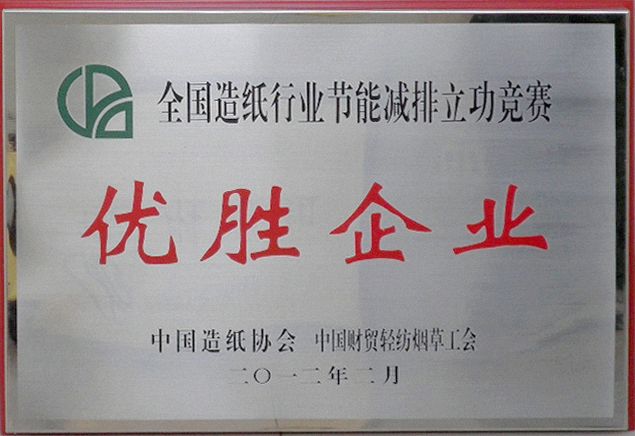 全国造纸行业节能减排立功竞赛
优胜企业
中国造纸协会 中国财贸轻纺烟草工会
二〇一二年二月